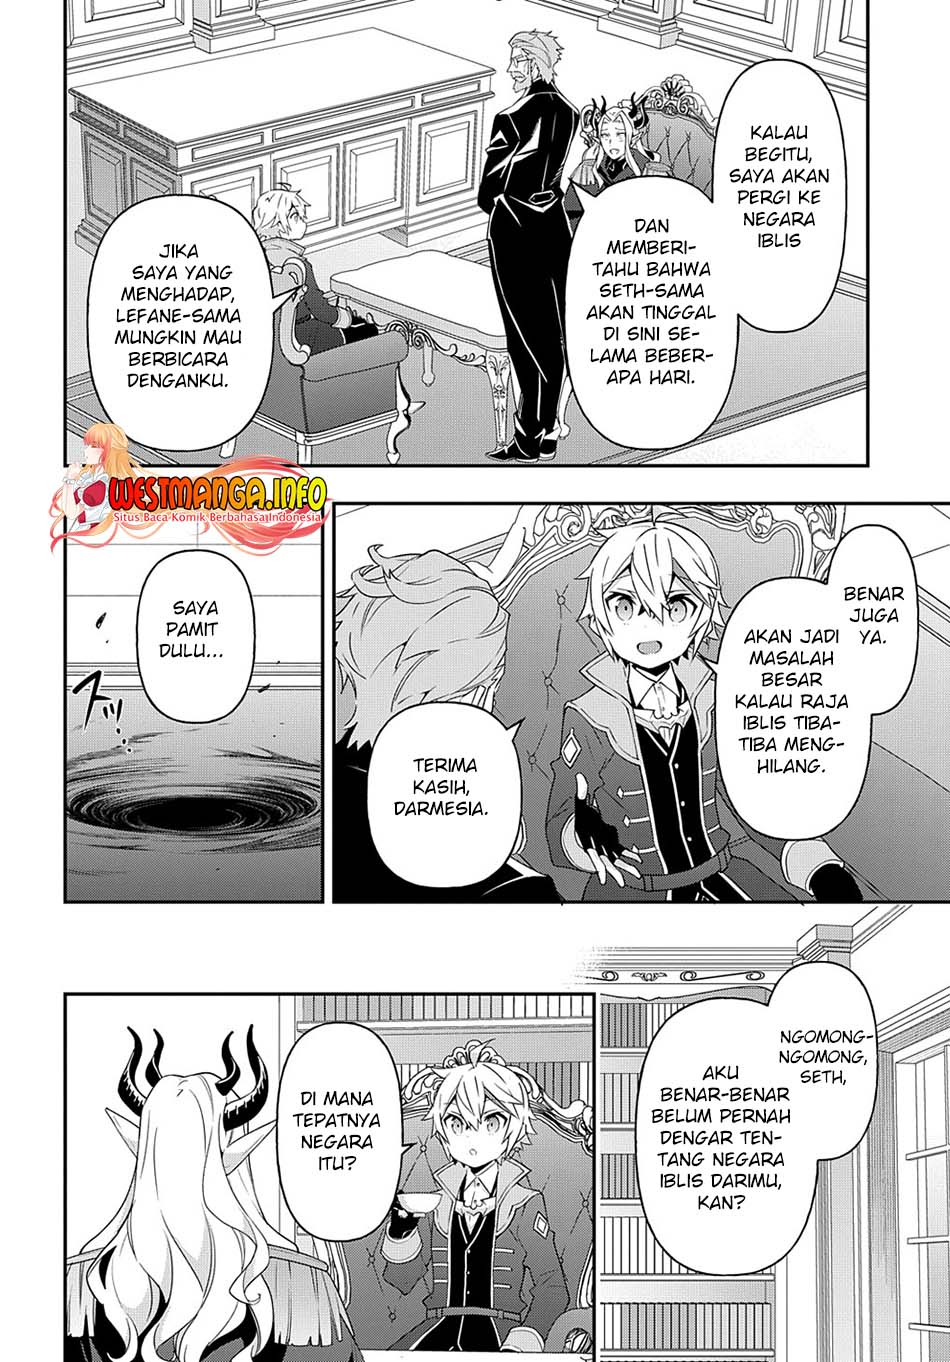 KALAU
BEGITU,
SAYA AKAN
PERGI KE
NEGARA
IBLIS
DAN
MEMBERI-
TAHU BAHWA
SETH-SAMA
AKAN TINGGAL
DI SINI SE-
LAMA BEBER-
APA HARI.
JIKA
SAYA YANG
MENGHADAP,
LEFANE-SAMA
MUNGKIN MAU
BERBICARA
DENGANKU.
WESTMANGA.INFO
Situs Baca Komik Berbahasa Indonesia
BENAR
JUGA
YA.
AKAN JADI
MASALAH
BESAR
KALAU RAJA
IBLIS TIBA-
TIBA MENG-
HILANG.
TERIMA
KASIH,
DARMESIA.
SAYA
PAMIT
DULU...
ズ...
NGOMONG-
NGOMONG,
SETH,
AKU
BENAR-BENAR
BELUM PERNAH
DENGAR TEN-
TANG NEGARA
IBLIS DARIMU,
KAN?
DI MANA
TEPATNYA
NEGARA
ITU?